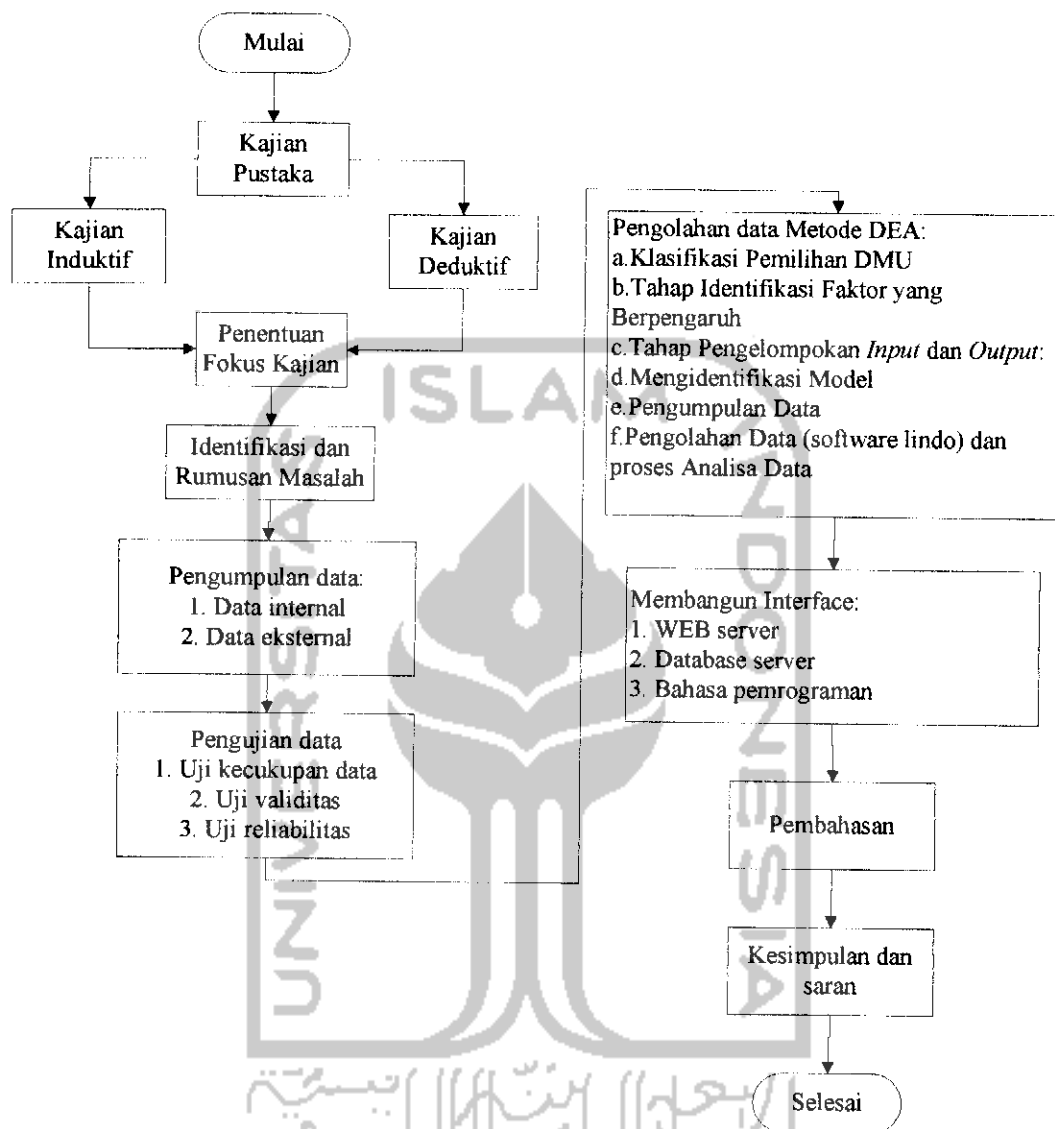 Mulai
Kajian
Pustaka
Kajian
Induktif
Kajian
Deduktif
Penentuan
Fokus Kajian
Identifikasi dan
Rumusan Masalah
Pengumpulan data:
1. Data internal
2. Data eksternal
Pengujian data
1. Uji kecukupan data
2. Uji validitas
3. Uji reliabilitas
Pengolahan data Metode DEA:
a.Klasifikasi Pemilihan DMU
b.Tahap Identifikasi Faktor yang
Berpengaruh
c.Tahap Pengelompokan Input dan Output:
d.Mengidentifikasi Model
e.Pengumpulan Data
f.Pengolahan Data (software lindo) dan
proses Analisa Data
Membangun Interface:
1. WEB server
2. Database server
3. Bahasa pemrograman
Pembahasan
Kesimpulan dan
saran
Selesai
UNIVERSITAS
ISLAM
INDONESIA